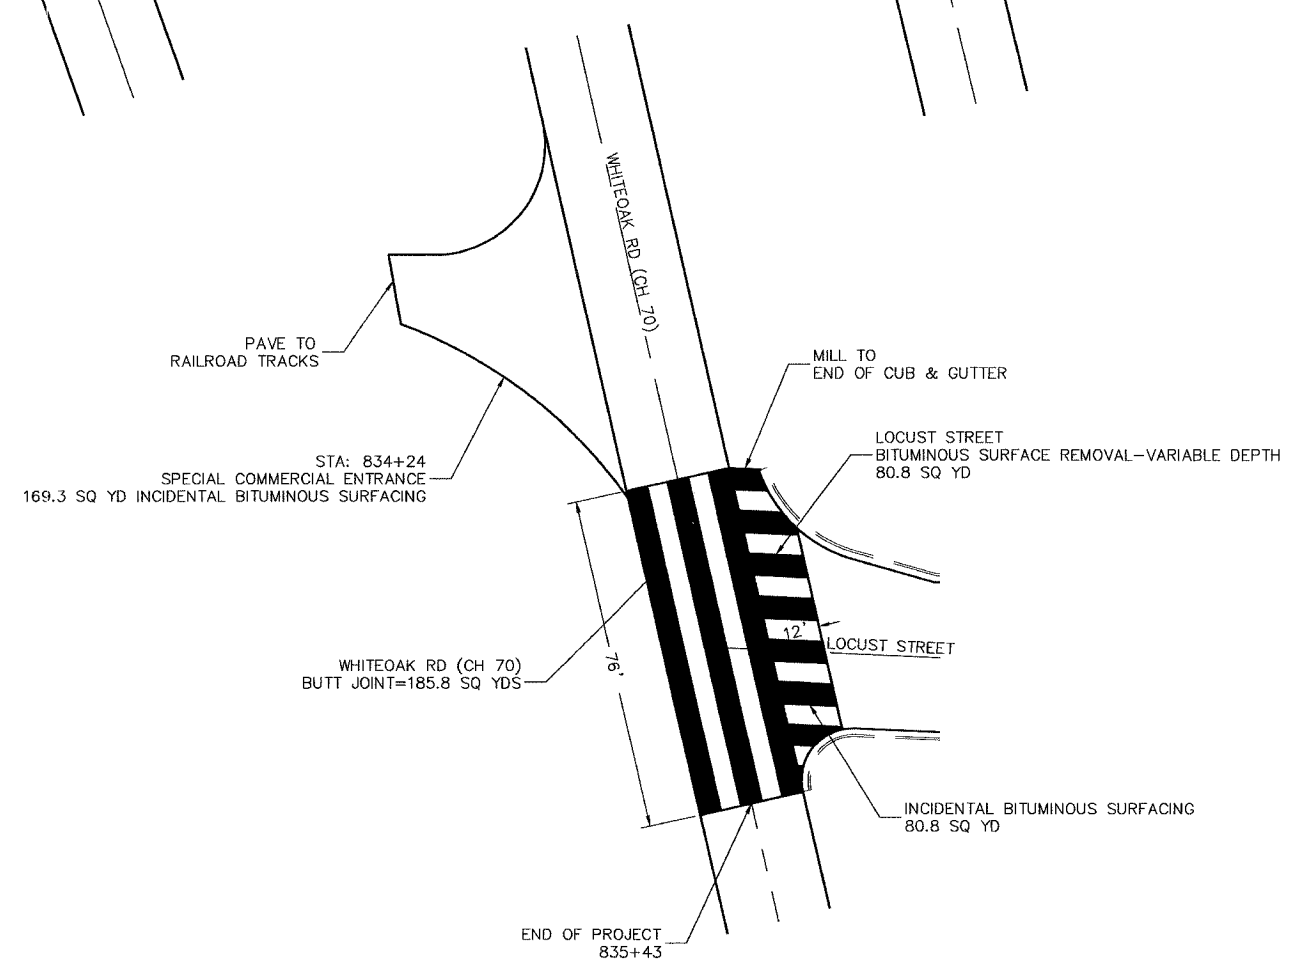 WHITEOAK RD (CH 70)
PAVE TO
RAILROAD TRACKS
MILL TO
END OF CUB & GUTTER
LOCUST STREET
BITUMINOUS SURFACE REMOVAL-VARIABLE DEPTH
80.8 SQ YD
STA: 834+24
SPECIAL COMMERCIAL ENTRANCE
169.3 SQ YD INCIDENTAL BITUMINOUS SURFACING
12'
LOCUST STREET
76'
WHITEOAK RD (CH 70)
BUTT JOINT=185.8 SQ YDS
INCIDENTAL BITUMINOUS SURFACING
80.8 SQ YD
END OF PROJECT
835+43